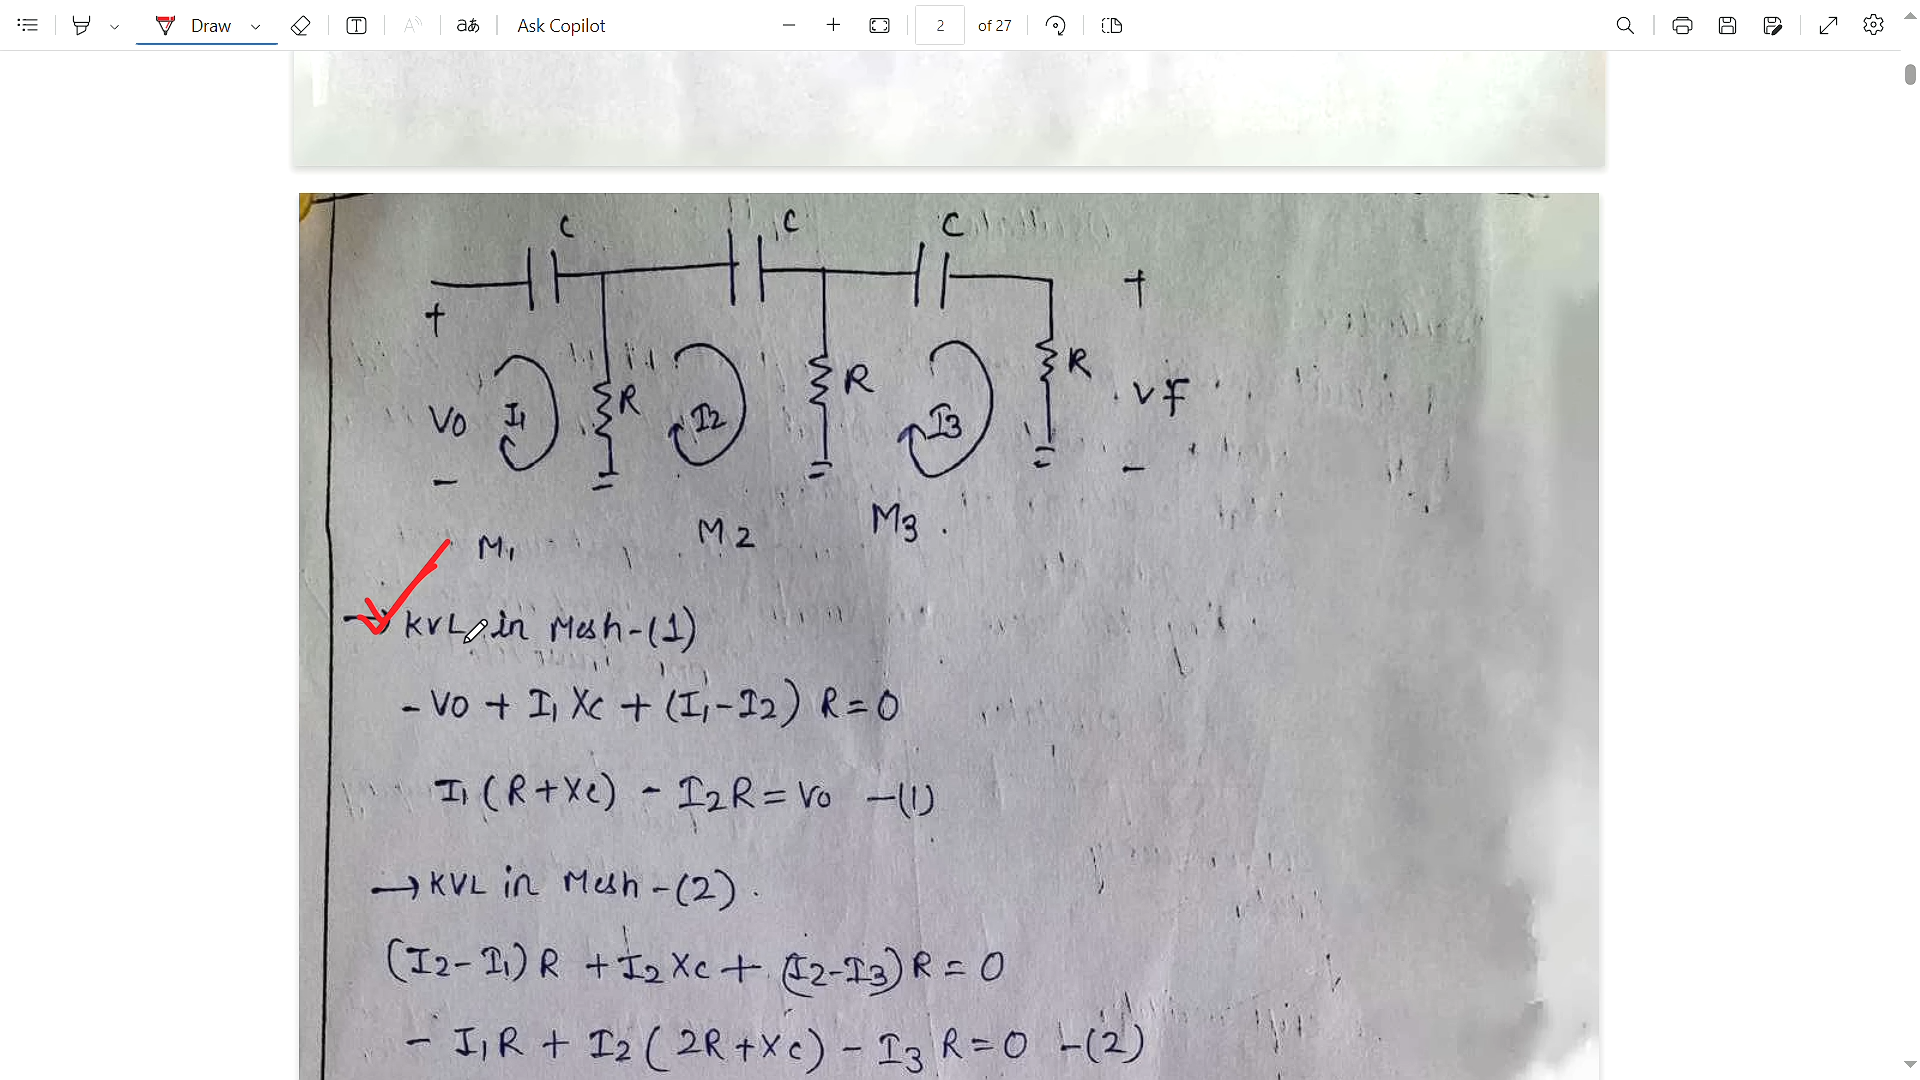 Draw
Ask Copilot
2 of 27
C C C
+ +
Vo I1 R I2 R I3 R Vf
- -
M1 M2 M3.
→ KVL in Mesh-(1)
- Vo + I1 Xc + (I1-I2) R = 0
I1 (R+Xc) - I2R = Vo -(1)
→ KVL in Mesh-(2).
(I2-I1) R + I2 Xc + (I2-I3) R = 0
- I1R + I2 (2R+Xc) - I3 R = 0 -(2)